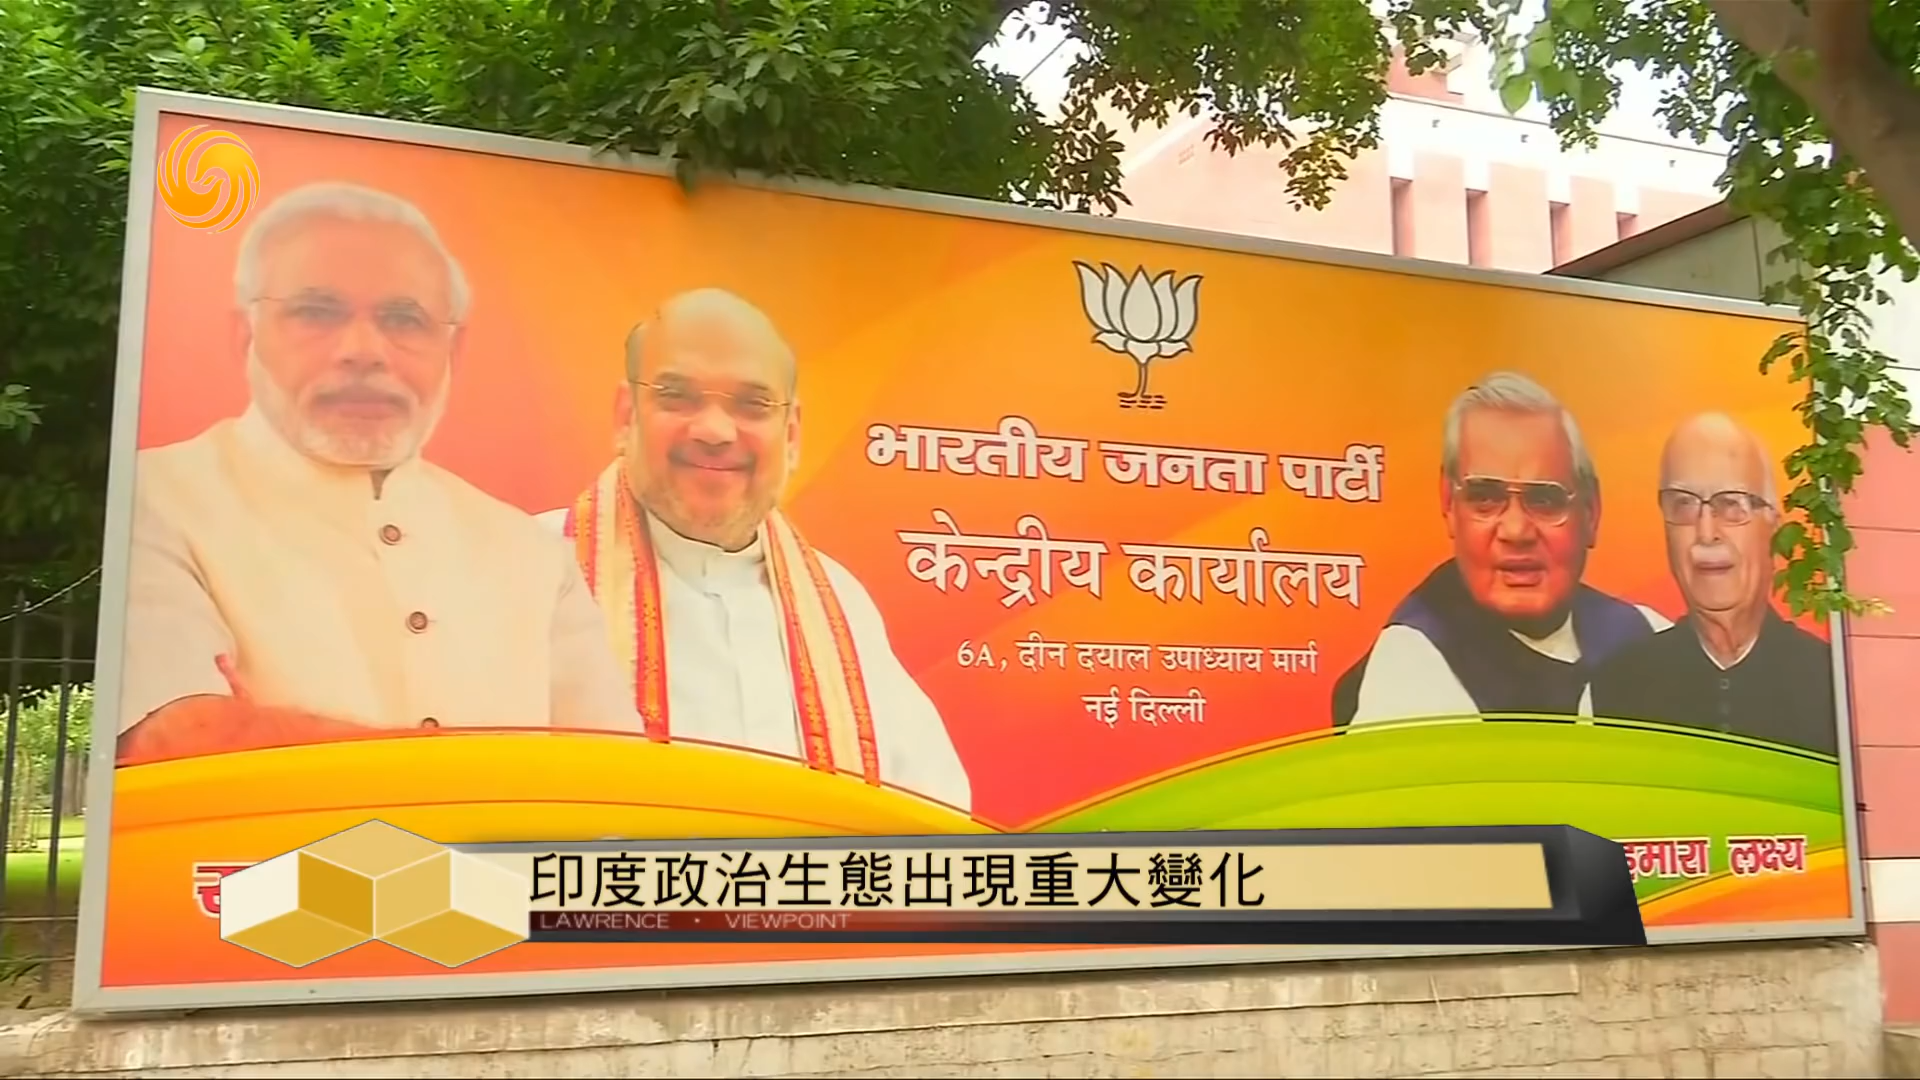 भारतीय जनता पार्टी
केन्द्रीय कार्यालय
6A, दीन दयाल उपाध्याय मार्ग
नई दिल्ली
हमारा लक्ष्य
印度政治生態出現重大變化
LAWRENCE · VIEWPOINT